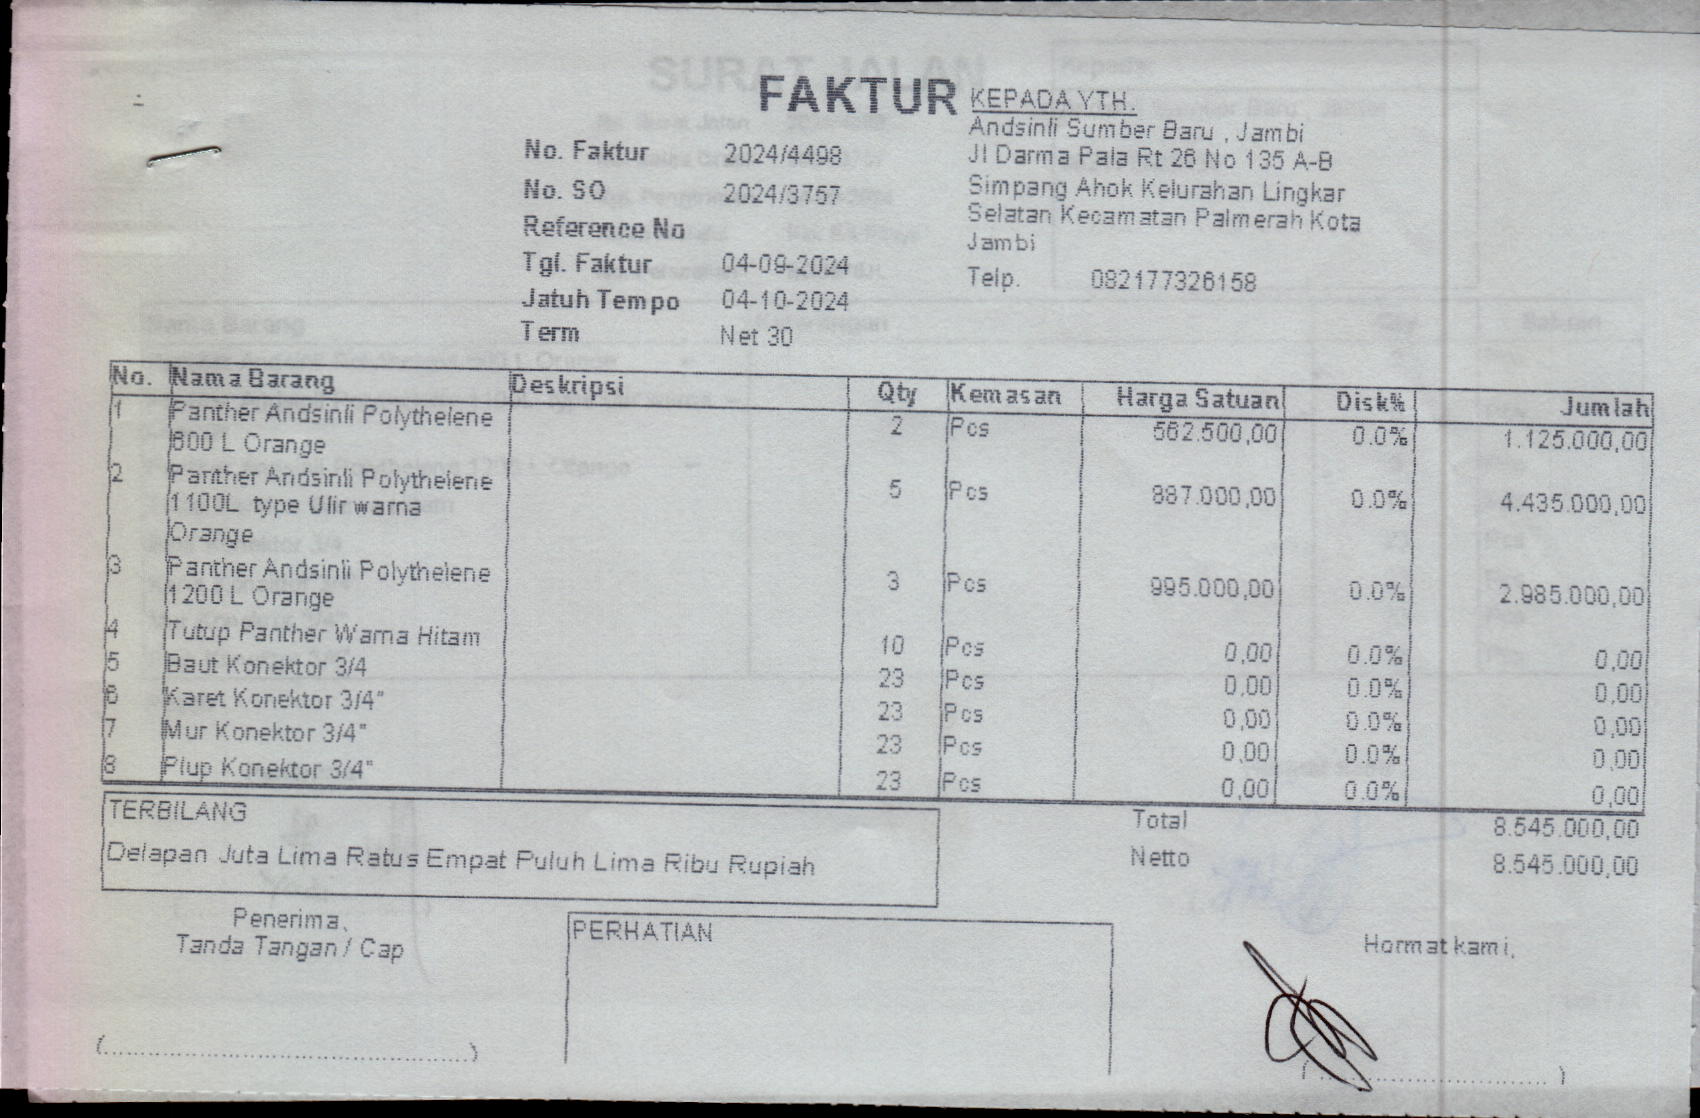 FAKTUR
KEPADA YTH.
Andsinli Sumber Baru , Jambi
Jl Darma Pala Rt 26 No 135 A-B
Simpang Ahok Kelurahan Lingkar
Selatan Kecamatan Palmerah Kota
Jambi
Telp. 082177326158
No. Faktur 2024/4498
No. SO 2024/3757
Reference No
Tgl. Faktur 04-09-2024
Jatuh Tempo 04-10-2024
Term Net 30
No. Nama Barang Deskripsi Qty Kemasan Harga Satuan Disk% Jumlah
1 Panther Andsinli Polythelene 2 Pcs 562.500,00 0.0% 1.125.000,00
600 L Orange
2 Panther Andsinli Polythelene 5 Pcs 887.000,00 0.0% 4.435.000,00
1100L type Ulir warna
Orange
3 Panther Andsinli Polythelene 3 Pcs 995.000,00 0.0% 2.985.000,00
1200 L Orange
4 Tutup Panther Warna Hitam 10 Pcs 0,00 0.0% 0,00
5 Baut Konektor 3/4 23 Pcs 0,00 0.0% 0,00
6 Karet Konektor 3/4" 23 Pcs 0,00 0.0% 0,00
7 Mur Konektor 3/4" 23 Pcs 0,00 0.0% 0,00
8 Plup Konektor 3/4" 23 Pcs 0,00 0.0% 0,00
TERBILANG
Delapan Juta Lima Ratus Empat Puluh Lima Ribu Rupiah
Total 8.545.000,00
Netto 8.545.000,00
Penerima,
Tanda Tangan / Cap
PERHATIAN
Hormat kami,
(................................................)
(................................)